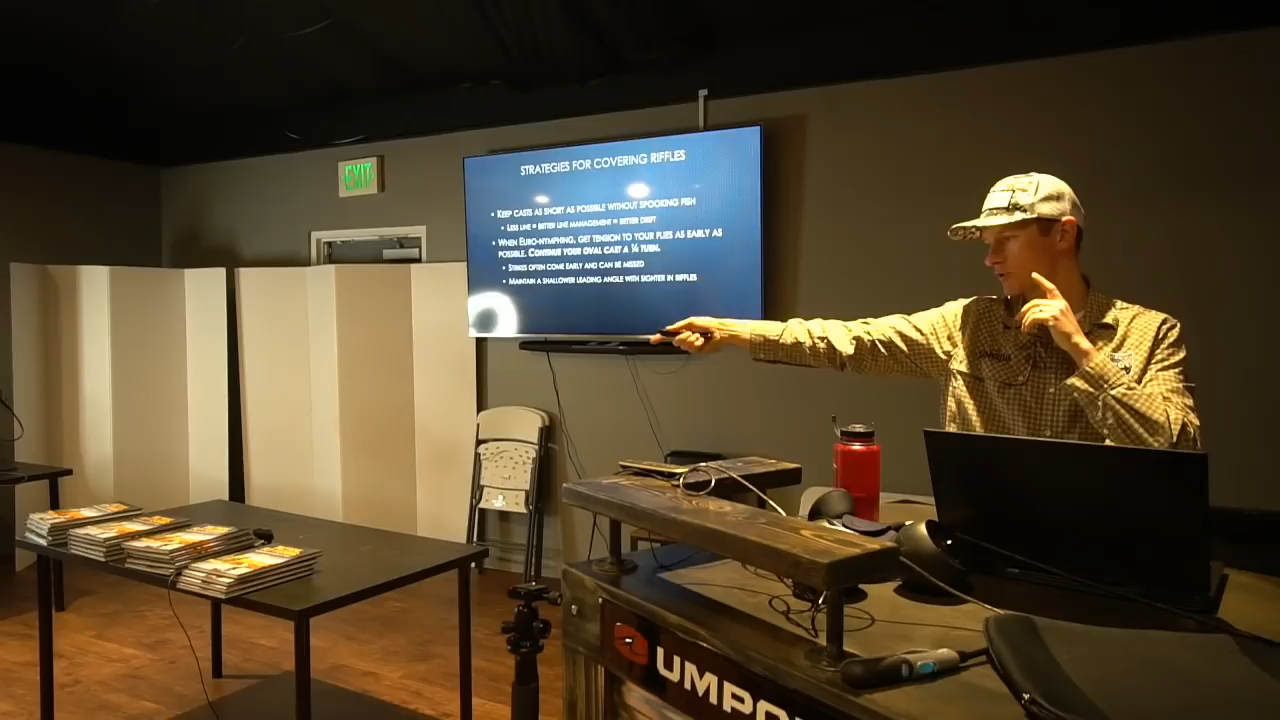 EXIT
STRATEGIES FOR COVERING RIFFLES
• KEEP CASTS AS SHORT AS POSSIBLE WITHOUT SPOOKING FISH
• LESS LINE = BETTER LINE MANAGEMENT = BETTER DRIFT
• WHEN EURO-NYMPHING, GET TENSION TO YOUR FLIES AS EARLY AS
POSSIBLE. CONTINUE YOUR OVAL CAST A ¼ TURN.
• STRIKES OFTEN COME EARLY AND CAN BE MISSED
• MAINTAIN A SHALLOWER LEADING ANGLE WITH SIGHTER IN RIFFLES
UMPQ